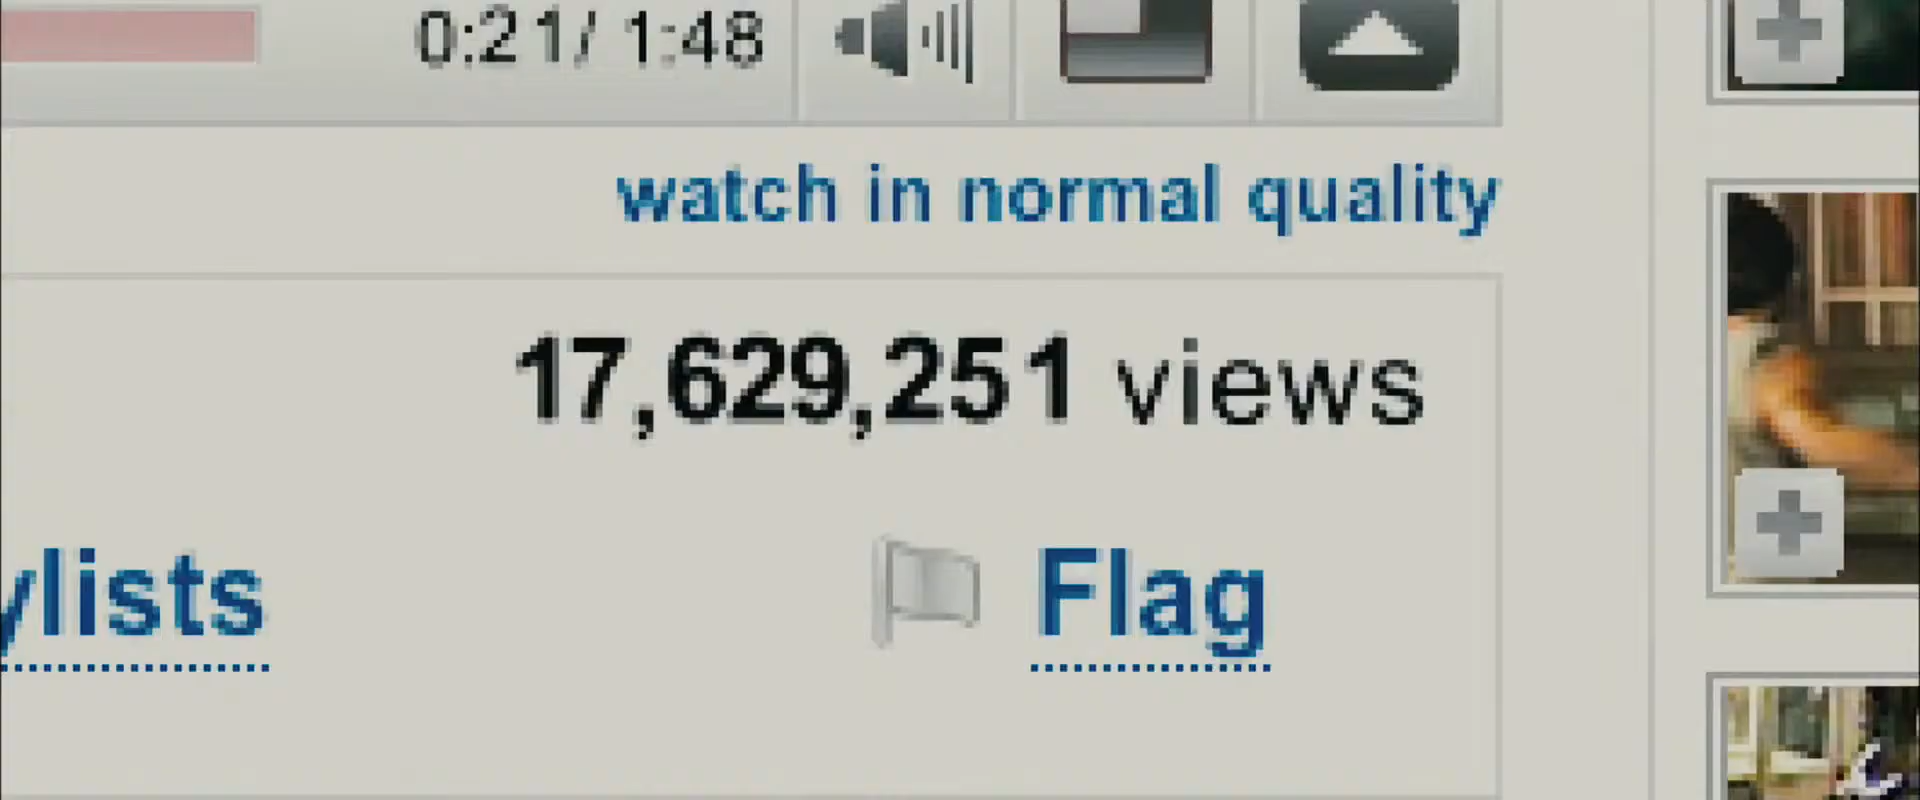 0:21/ 1:48
watch in normal quality
17,629,251 views
ylists
Flag